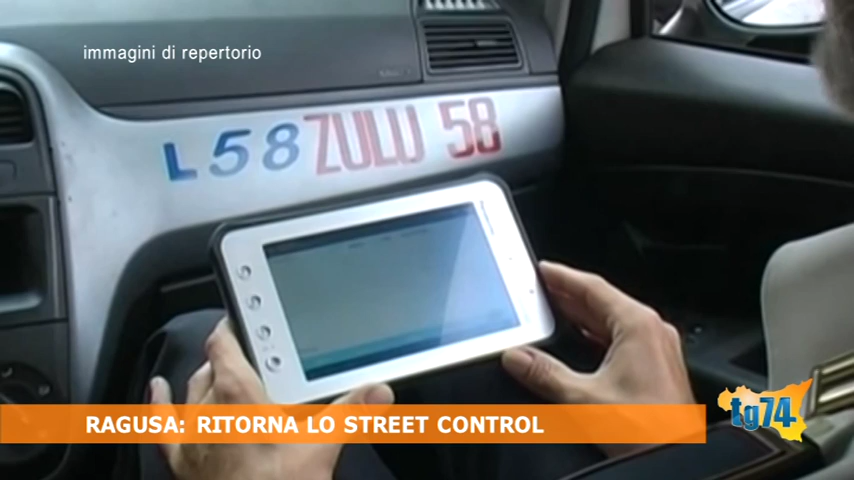 immagini di repertorio
L58 ZULU 58
RAGUSA: RITORNA LO STREET CONTROL
tg74